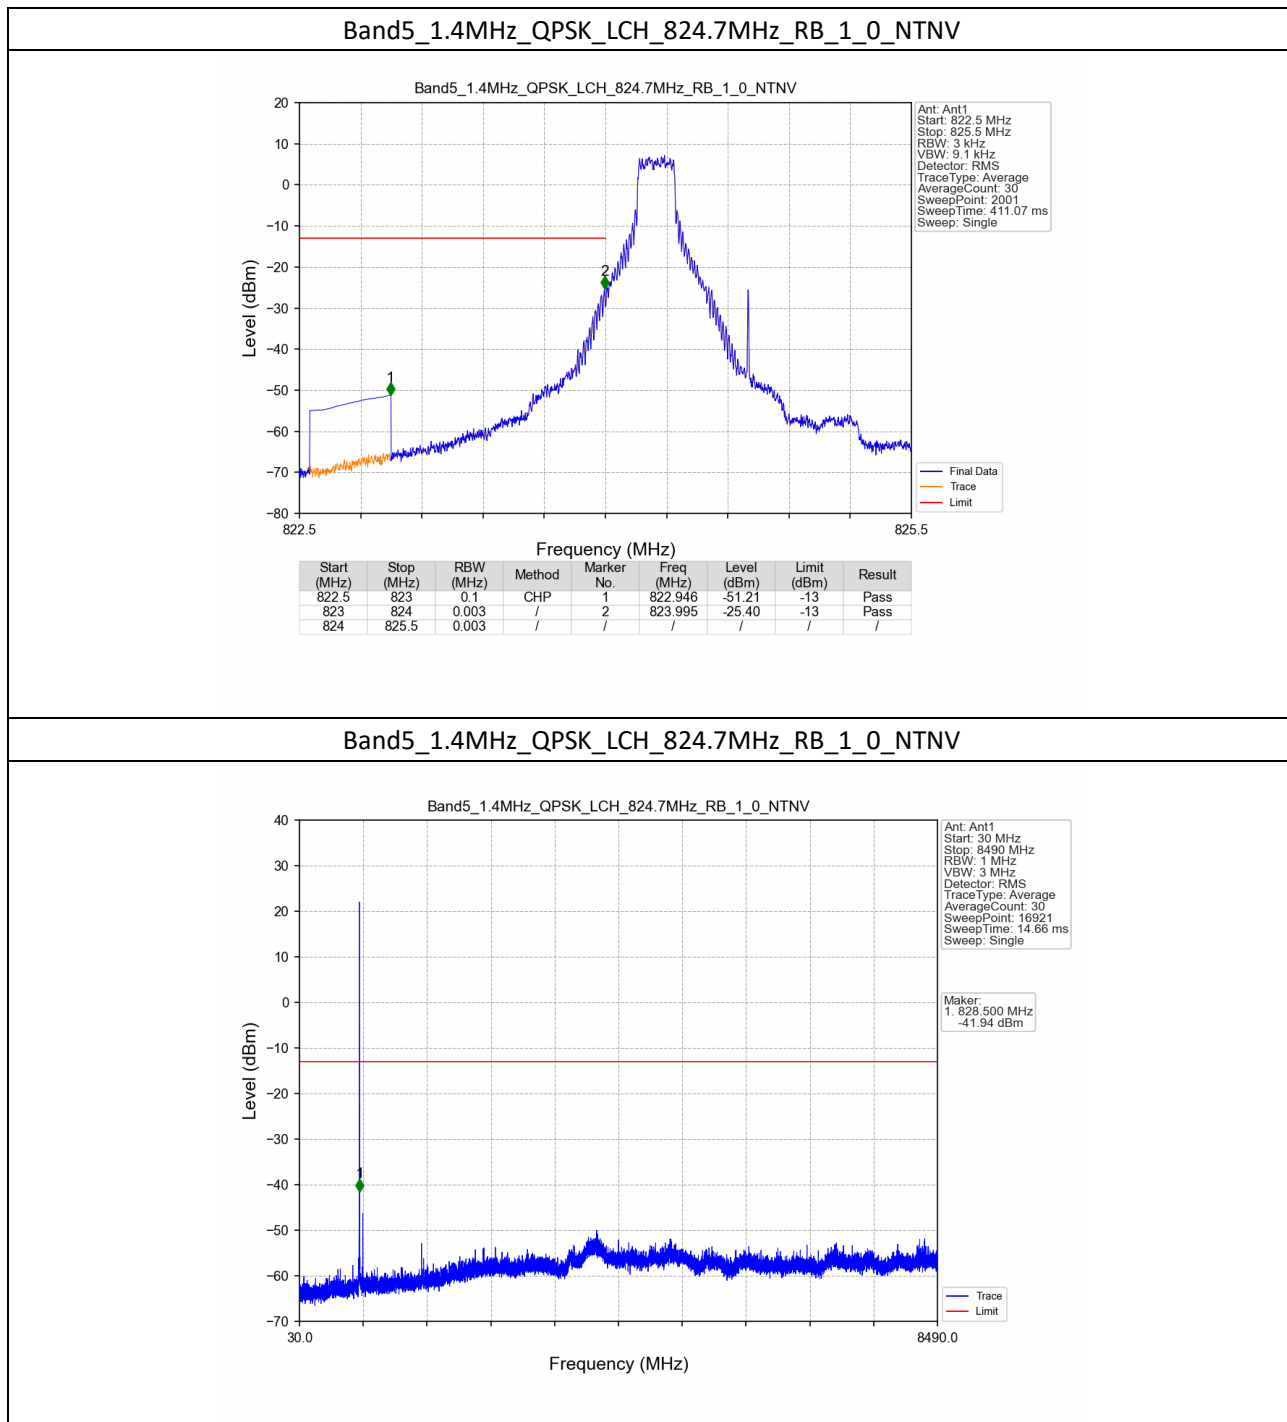 Band5_1.4MHz_QPSK_LCH_824.7MHz_RB_1_0_NTNV
Band5_1.4MHz_QPSK_LCH_824.7MHz_RB_1_0_NTNV
20
10
0
−10
−20
−30
−40
−50
−60
−70
−80
Level (dBm)
1
2
822.5
825.5
Frequency (MHz)
Ant: Ant1
Start: 822.5 MHz
Stop: 825.5 MHz
RBW: 3 kHz
VBW: 9.1 kHz
Detector: RMS
TraceType: Average
AverageCount: 30
SweepPoint: 2001
SweepTime: 411.07 ms
Sweep: Single
Final Data
Trace
Limit
Start (MHz) Stop (MHz) RBW (MHz) Method Marker No. Freq (MHz) Level (dBm) Limit (dBm) Result
822.5 823 0.1 CHP 1 822.946 -51.21 -13 Pass
823 824 0.003 / 2 823.995 -25.40 -13 Pass
824 825.5 0.003 / / / / / /
Band5_1.4MHz_QPSK_LCH_824.7MHz_RB_1_0_NTNV
Band5_1.4MHz_QPSK_LCH_824.7MHz_RB_1_0_NTNV
40
30
20
10
0
−10
−20
−30
−40
−50
−60
−70
Level (dBm)
1
30.0
8490.0
Frequency (MHz)
Ant: Ant1
Start: 30 MHz
Stop: 8490 MHz
RBW: 1 MHz
VBW: 3 MHz
Detector: RMS
TraceType: Average
AverageCount: 30
SweepPoint: 16921
SweepTime: 14.66 ms
Sweep: Single
Maker:
1. 828.500 MHz
-41.94 dBm
Trace
Limit